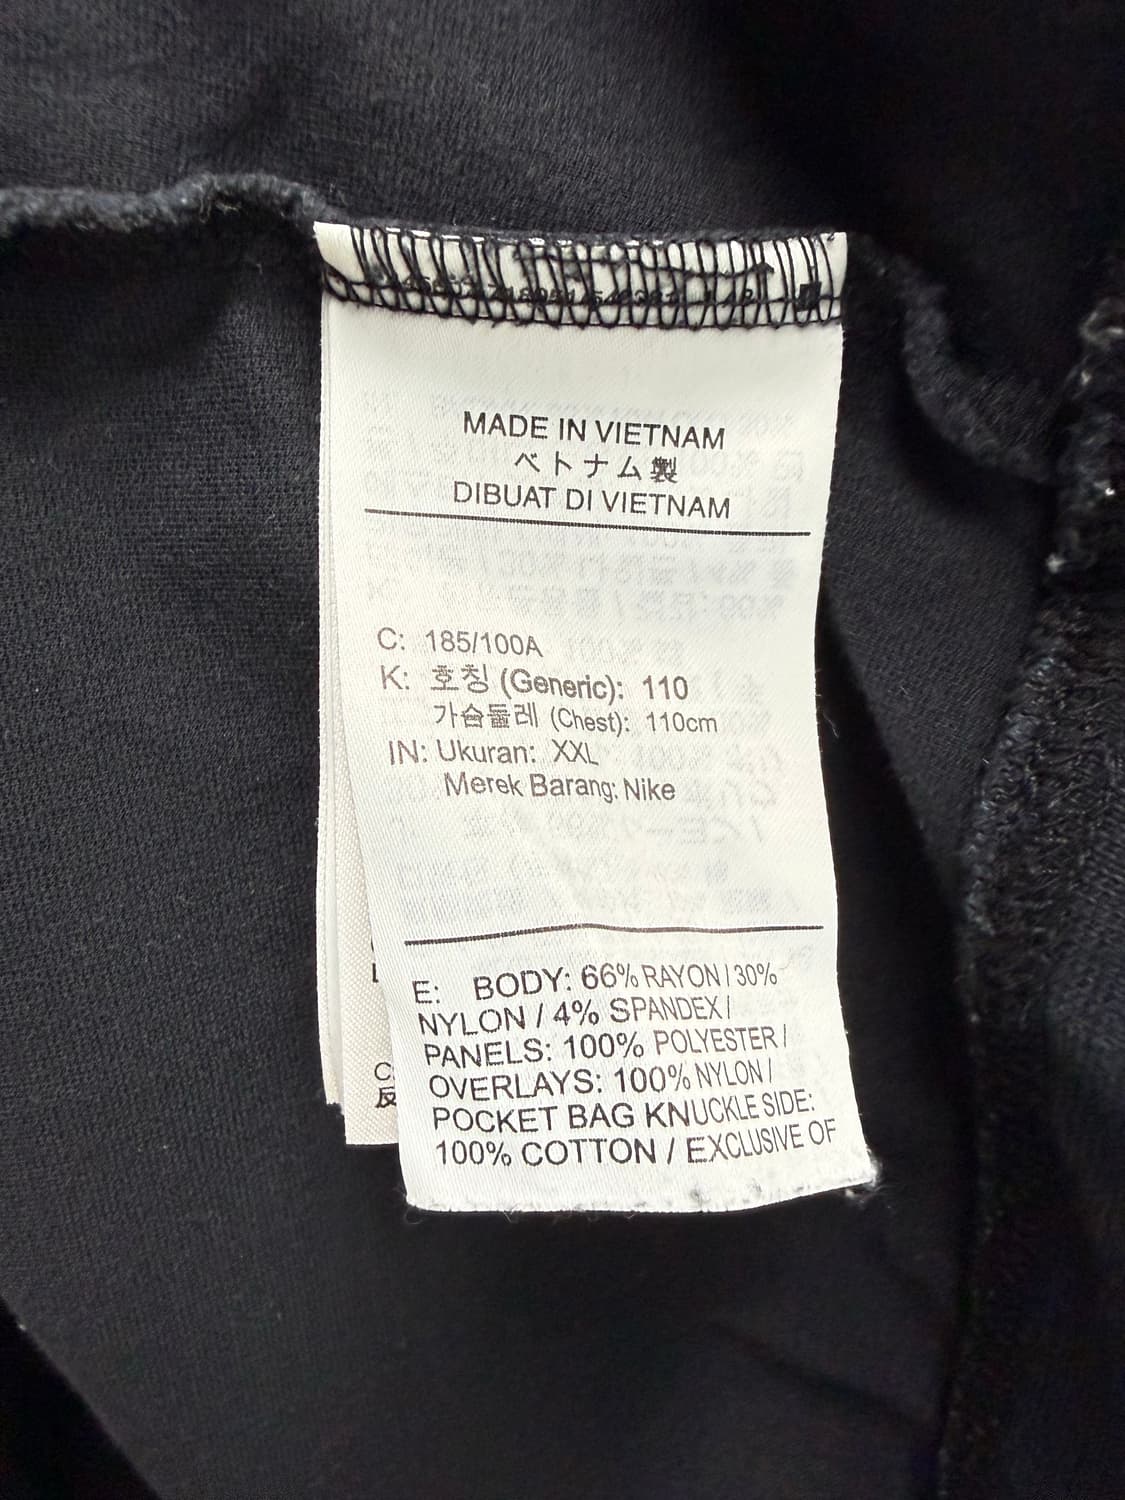 MADE IN VIETNAM
ベトナム製
DIBUAT DI VIETNAM
C: 185/100A
K: 호칭 (Generic): 110
가슴둘레 (Chest): 110cm
IN: Ukuran: XXL
Merek Barang: Nike
E: BODY: 66% RAYON / 30%
NYLON / 4% SPANDEX /
PANELS: 100% POLYESTER /
OVERLAYS: 100% NYLON /
POCKET BAG KNUCKLE SIDE:
100% COTTON / EXCLUSIVE OF